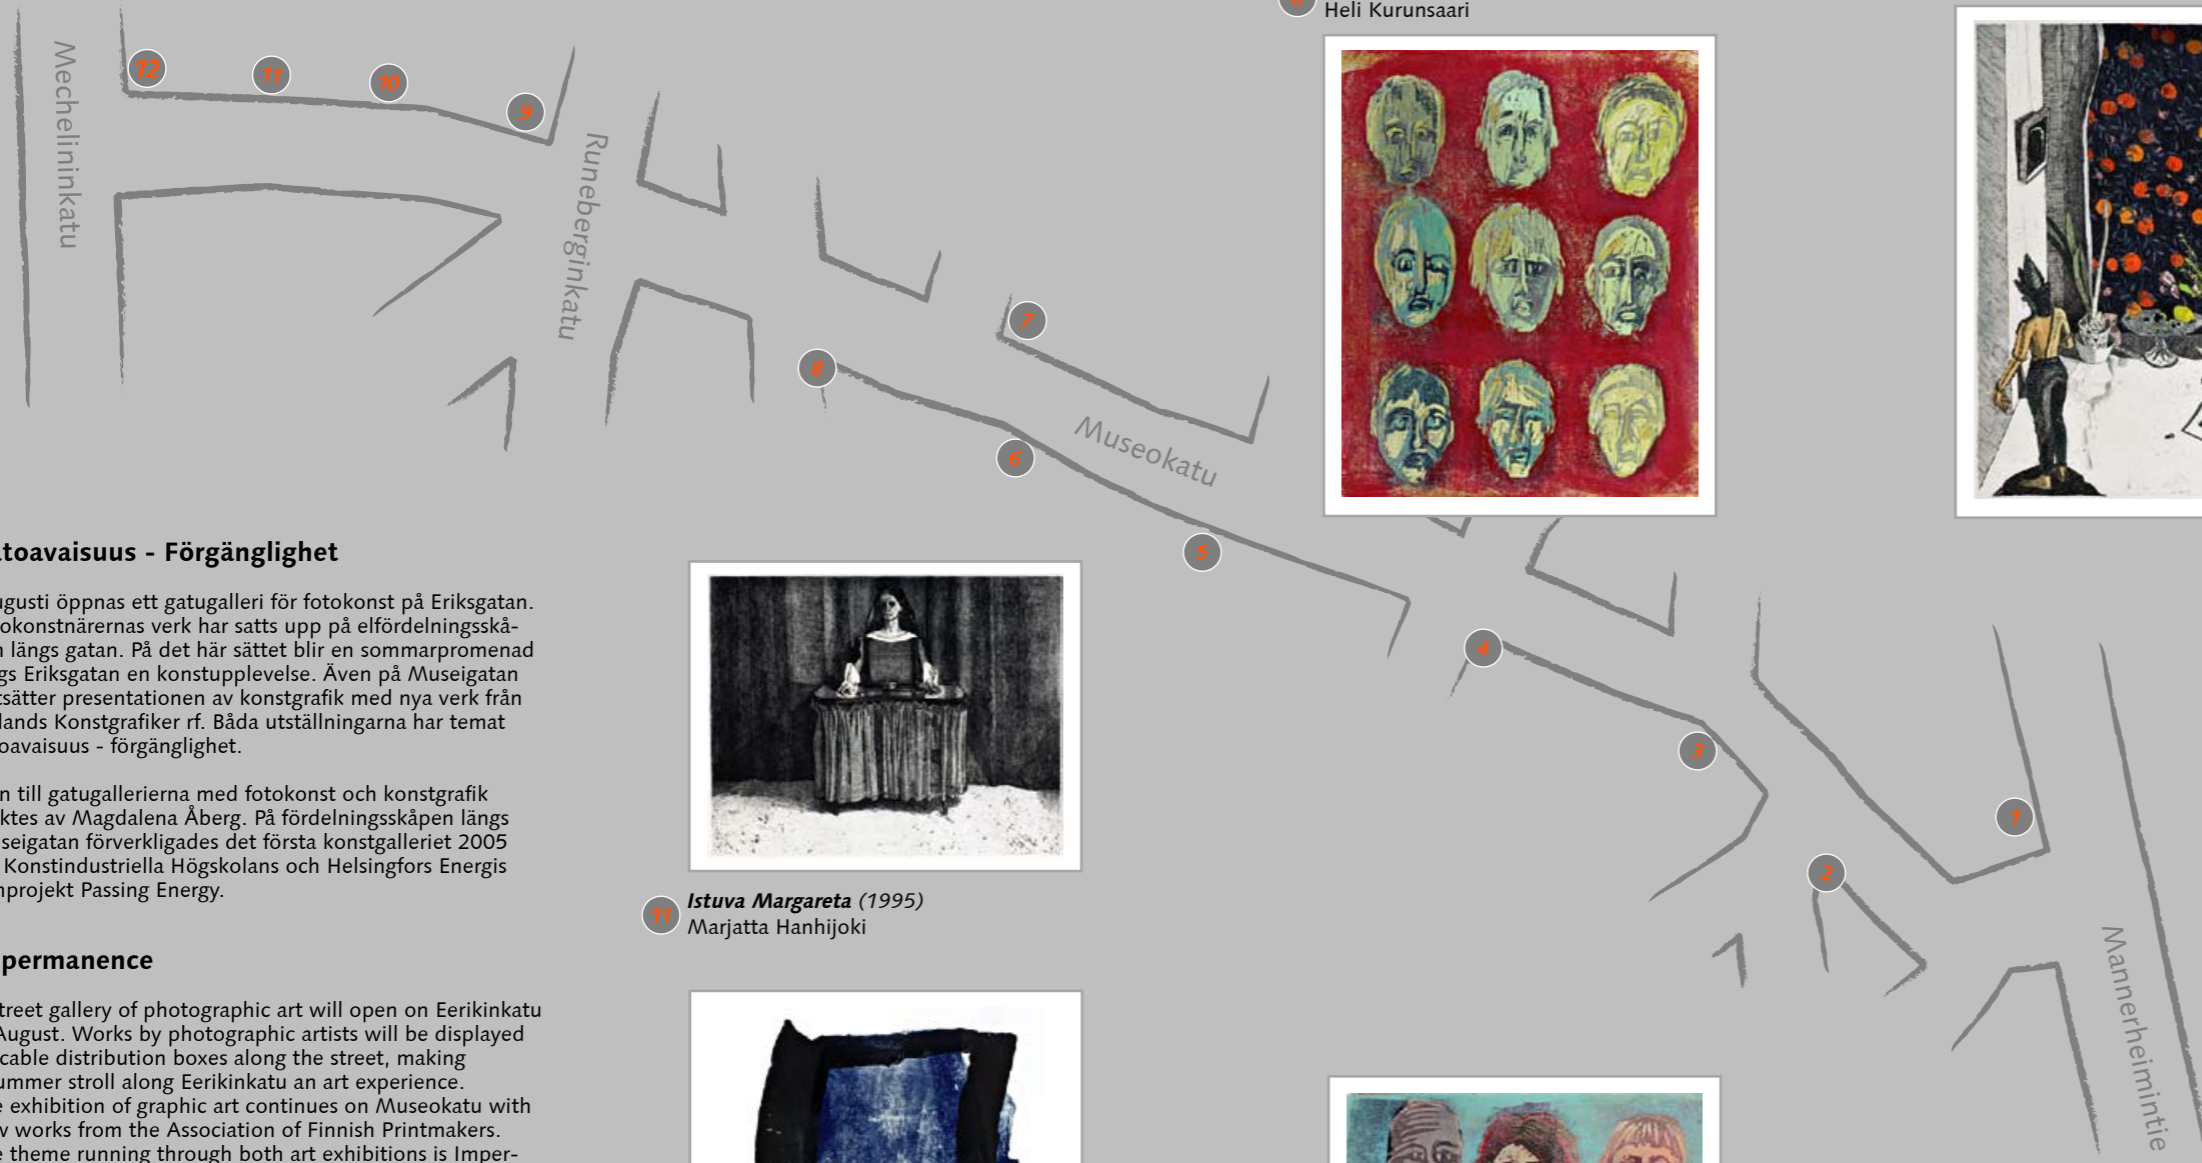 Heli Kurunsaari
Mechelininkatu
12
11
10
9
Runeberginkatu
7
8
Museokatu
6
5
4
3
1
2
Mannerheimintie
toavaisuus - Förgänglighet
gusti öppnas ett gatugalleri för fotokonst på Eriksgatan.
okonstnärernas verk har satts upp på elfördelningsskå-
längs gatan. På det här sättet blir en sommarpromenad
gs Eriksgatan en konstupplevelse. Även på Museigatan
tsätter presentationen av konstgrafik med nya verk från
lands Konstgrafiker rf. Båda utställningarna har temat
oavaisuus - förgänglighet.
n till gatugallerierna med fotokonst och konstgrafik
ktes av Magdalena Åberg. På fördelningsskåpen längs
seigatan förverkligades det första konstgalleriet 2005
Konstindustriella Högskolans och Helsingfors Energis
nprojekt Passing Energy.
permanence
treet gallery of photographic art will open on Eerikinkatu
August. Works by photographic artists will be displayed
cable distribution boxes along the street, making
ummer stroll along Eerikinkatu an art experience.
e exhibition of graphic art continues on Museokatu with
w works from the Association of Finnish Printmakers.
e theme running through both art exhibitions is Imper-
11 Istuva Margareta (1995)
Marjatta Hanhijoki